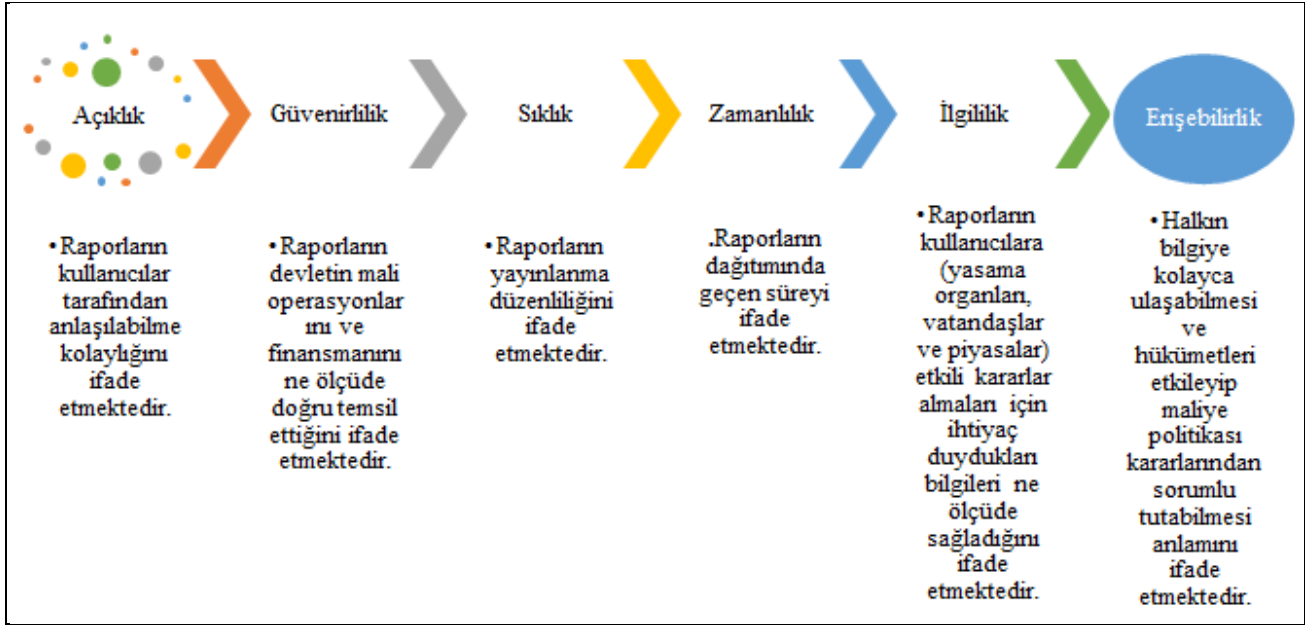 Açıklık
Güvenirlilik
Sıklık
Zamanlılık
İlgililik
Erişebilirlik
•Raporların
kullanıcılar
tarafından
anlaşılabilme
kolaylığını
ifade
etmektedir.
•Raporların
devletin mali
operasyonlar
ını ve
finansmanını
ne ölçüde
doğru temsil
ettiğini ifade
etmektedir.
•Raporların
yayınlanma
düzenliliğini
ifade
etmektedir.
.Raporların
dağıtımında
geçen süreyi
ifade
etmektedir.
•Raporların
kullanıcılara
(yasama
organları,
vatandaşlar
ve piyasalar)
etkili kararlar
almaları için
ihtiyaç
duydukları
bilgileri ne
ölçüde
sağladığını
ifade
etmektedir.
•Halkın
bilgiye
kolayca
ulaşabilmesi
ve
hükümetleri
etkileyip
maliye
politikası
kararlarından
sorumlu
tutabilmesi
anlamını
ifade
etmektedir.